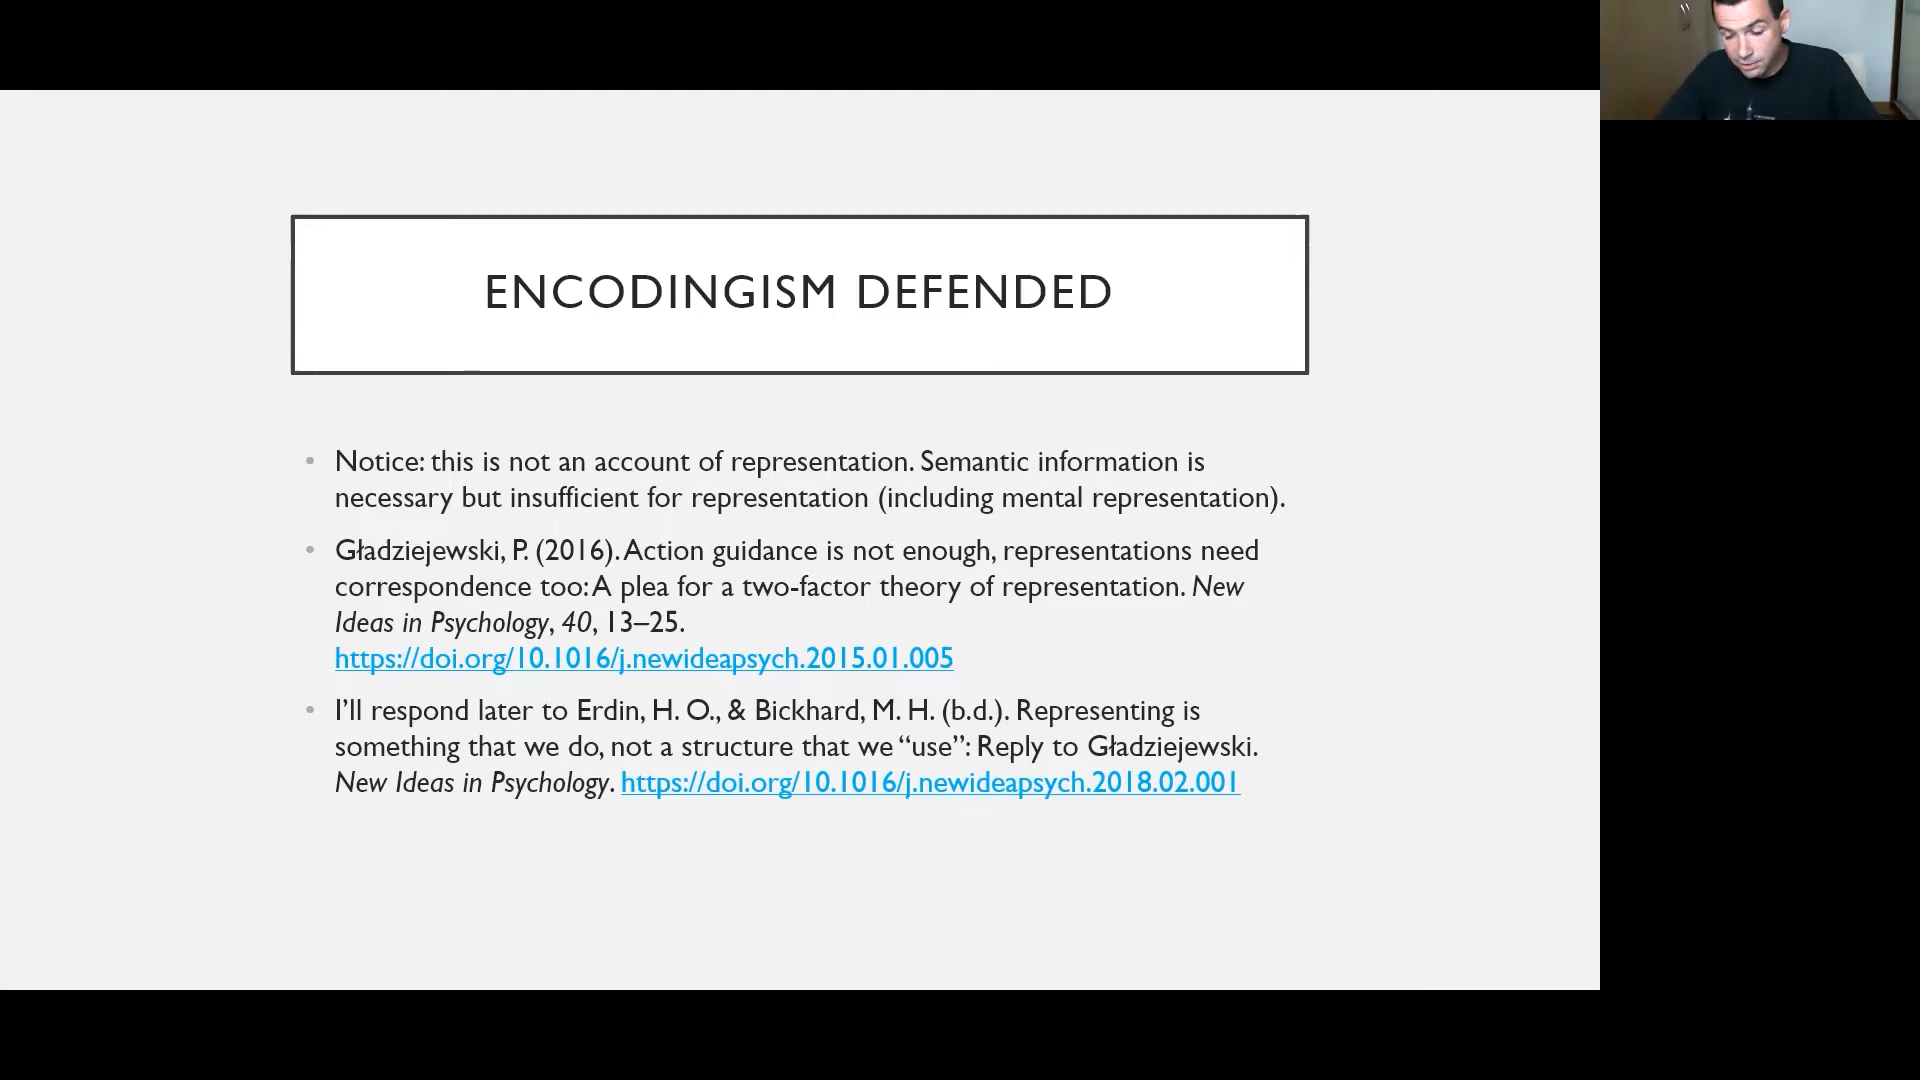 ENCODINGISM DEFENDED
• Notice: this is not an account of representation. Semantic information is
necessary but insufficient for representation (including mental representation).
• Gładziejewski, P. (2016). Action guidance is not enough, representations need
correspondence too: A plea for a two-factor theory of representation. New
Ideas in Psychology, 40, 13–25.
https://doi.org/10.1016/j.newideapsych.2015.01.005
• I’ll respond later to Erdin, H. O., & Bickhard, M. H. (b.d.). Representing is
something that we do, not a structure that we “use”: Reply to Gładziejewski.
New Ideas in Psychology. https://doi.org/10.1016/j.newideapsych.2018.02.001